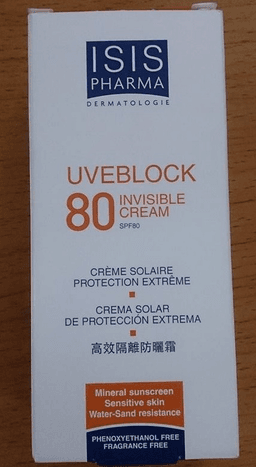 ISIS
PHARMA
DERMATOLOGIE
UVEBLOCK
80 INVISIBLE
CREAM
SPF80
CRÈME SOLAIRE
PROTECTION EXTRÊME
CREMA SOLAR
DE PROTECCIÓN EXTREMA
高效隔離防曬霜
Mineral sunscreen
Sensitive skin
Water-Sand resistance
PHENOXYETHANOL FREE
FRAGRANCE FREE